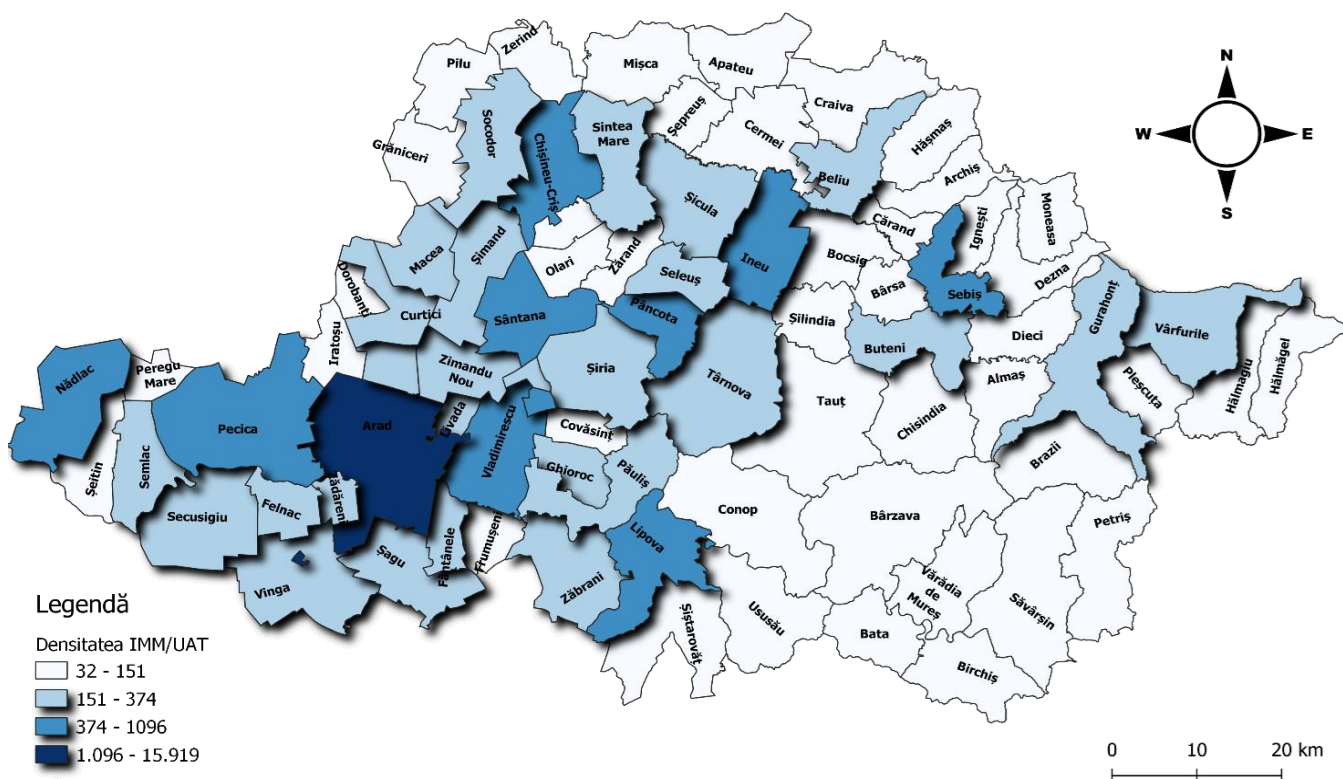 Zerind
Pilu
Mișca
Apateu
N
Craiva
Socodor
Șepreuș
Cermei
Sintea
Mare
Hășmaș
W
E
Grăniceri
Chișineu-Criș
Beliu
Archiș
S
Șicula
Ignești
Moneasa
Cărand
Macea
Șimand
Olari
Zărand
Seleuș
Ineu
Bocsig
Dorobanți
Bârsa
Sebiș
Dezna
Gurahonț
Curtici
Sântana
Pâncota
Șilindia
Dieci
Vârfurile
Iratoșu
Buteni
Nădlac
Peregu
Mare
Zimandu
Nou
Șiria
Târnova
Almaș
Pleșcuța
Hălmagiu
Hălmăgel
Tauț
Chisindia
Pecica
Arad
Livada
Covăsinț
Vladimirescu
Brazii
Șeitin
Semlac
Ghioroc
Păuliș
Felnac
ădăreni
Secusigiu
Conop
Bârzava
Petriș
Frumușeni
Lipova
Șagu
Fântânele
Vinga
Zăbrani
Vărădia
de
Mureș
Săvârșin
Ususău
Șiștarovăț
Bata
Birchiș
Legendă
Densitatea IMM/UAT
32 - 151
151 - 374
374 - 1096
1.096 - 15.919
0 10 20 km